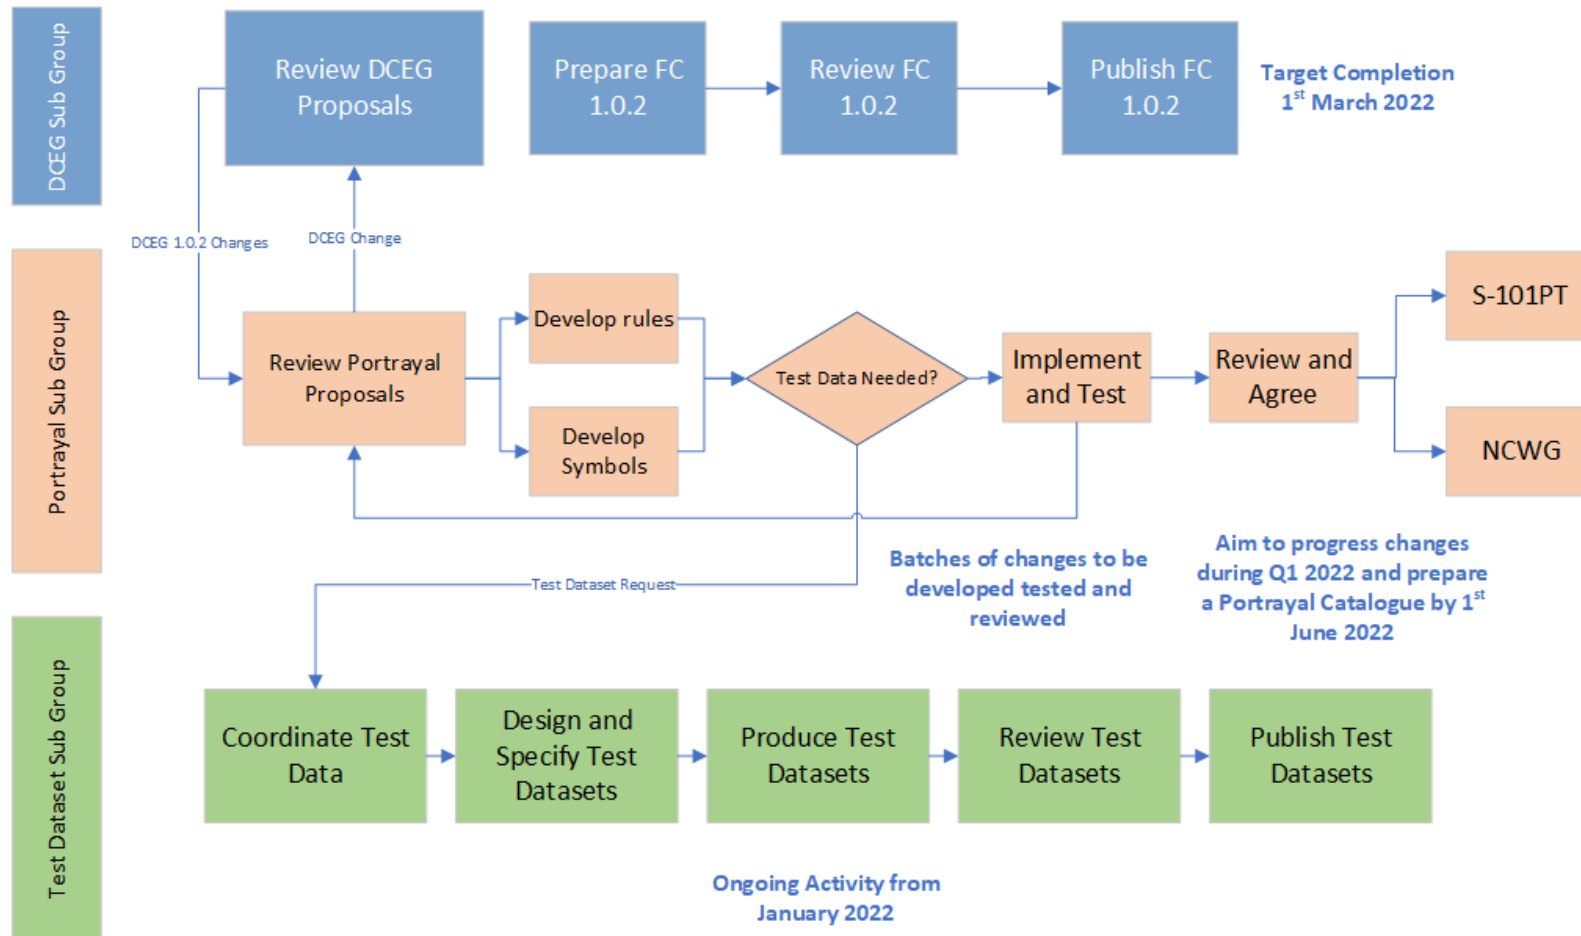 DCEG Sub Group
Review DCEG
Proposals
Prepare FC
1.0.2
Review FC
1.0.2
Publish FC
1.0.2
Target Completion
1st March 2022
DCEG 1.0.2 Changes
DCEG Change
Portrayal Sub Group
Review Portrayal
Proposals
Develop rules
Develop
Symbols
Test Data Needed?
Implement
and Test
Review and
Agree
S-101PT
NCWG
Batches of changes to be
developed tested and
reviewed
Aim to progress changes
during Q1 2022 and prepare
a Portrayal Catalogue by 1st
June 2022
Test Dataset Request
Test Dataset Sub Group
Coordinate Test
Data
Design and
Specify Test
Datasets
Produce Test
Datasets
Review Test
Datasets
Publish Test
Datasets
Ongoing Activity from
January 2022